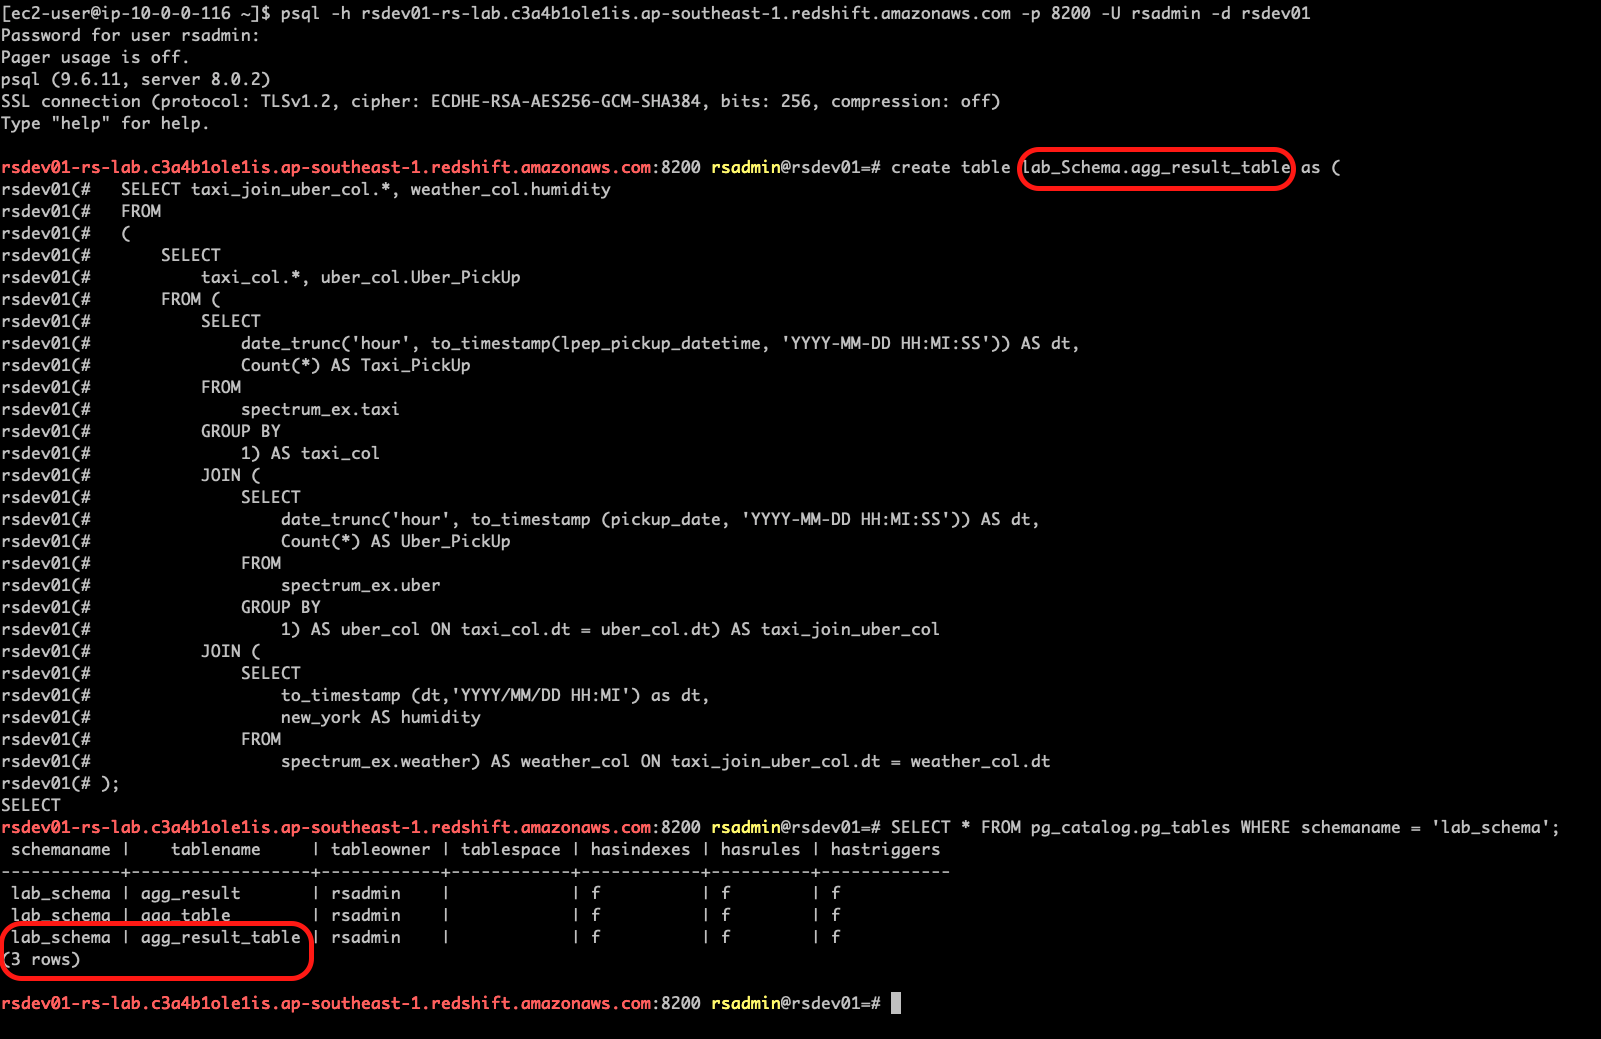 [ec2-user@ip-10-0-0-116 ~]$ psql -h rsdev01-rs-lab.c3a4b1ole1is.ap-southeast-1.redshift.amazonaws.com -p 8200 -U rsadmin -d rsdev01
Password for user rsadmin:
Pager usage is off.
psql (9.6.11, server 8.0.2)
SSL connection (protocol: TLSv1.2, cipher: ECDHE-RSA-AES256-GCM-SHA384, bits: 256, compression: off)
Type "help" for help.

rsdev01-rs-lab.c3a4b1ole1is.ap-southeast-1.redshift.amazonaws.com:8200 rsadmin@rsdev01=# create table lab_Schema.agg_result_table as (
rsdev01(#   SELECT taxi_join_uber_col.*, weather_col.humidity
rsdev01(#   FROM
rsdev01(#   (
rsdev01(#       SELECT
rsdev01(#           taxi_col.*, uber_col.Uber_PickUp
rsdev01(#       FROM (
rsdev01(#           SELECT
rsdev01(#               date_trunc('hour', to_timestamp(lpep_pickup_datetime, 'YYYY-MM-DD HH:MI:SS')) AS dt,
rsdev01(#               Count(*) AS Taxi_PickUp
rsdev01(#           FROM
rsdev01(#               spectrum_ex.taxi
rsdev01(#           GROUP BY
rsdev01(#               1) AS taxi_col
rsdev01(#           JOIN (
rsdev01(#               SELECT
rsdev01(#                   date_trunc('hour', to_timestamp (pickup_date, 'YYYY-MM-DD HH:MI:SS')) AS dt,
rsdev01(#                   Count(*) AS Uber_PickUp
rsdev01(#               FROM
rsdev01(#                   spectrum_ex.uber
rsdev01(#               GROUP BY
rsdev01(#                   1) AS uber_col ON taxi_col.dt = uber_col.dt) AS taxi_join_uber_col
rsdev01(#           JOIN (
rsdev01(#               SELECT
rsdev01(#                   to_timestamp (dt,'YYYY/MM/DD HH:MI') as dt,
rsdev01(#                   new_york AS humidity
rsdev01(#               FROM
rsdev01(#                   spectrum_ex.weather) AS weather_col ON taxi_join_uber_col.dt = weather_col.dt
rsdev01(# );
SELECT
rsdev01-rs-lab.c3a4b1ole1is.ap-southeast-1.redshift.amazonaws.com:8200 rsadmin@rsdev01=# SELECT * FROM pg_catalog.pg_tables WHERE schemaname = 'lab_schema';
 schemaname |    tablename     | tableowner | tablespace | hasindexes | hasrules | hastriggers
------------+------------------+------------+------------+------------+----------+-------------
 lab_schema | agg_result       | rsadmin    |            | f          | f        | f
 lab_schema | agg_table        | rsadmin    |            | f          | f        | f
 lab_schema | agg_result_table | rsadmin    |            | f          | f        | f
(3 rows)

rsdev01-rs-lab.c3a4b1ole1is.ap-southeast-1.redshift.amazonaws.com:8200 rsadmin@rsdev01=#